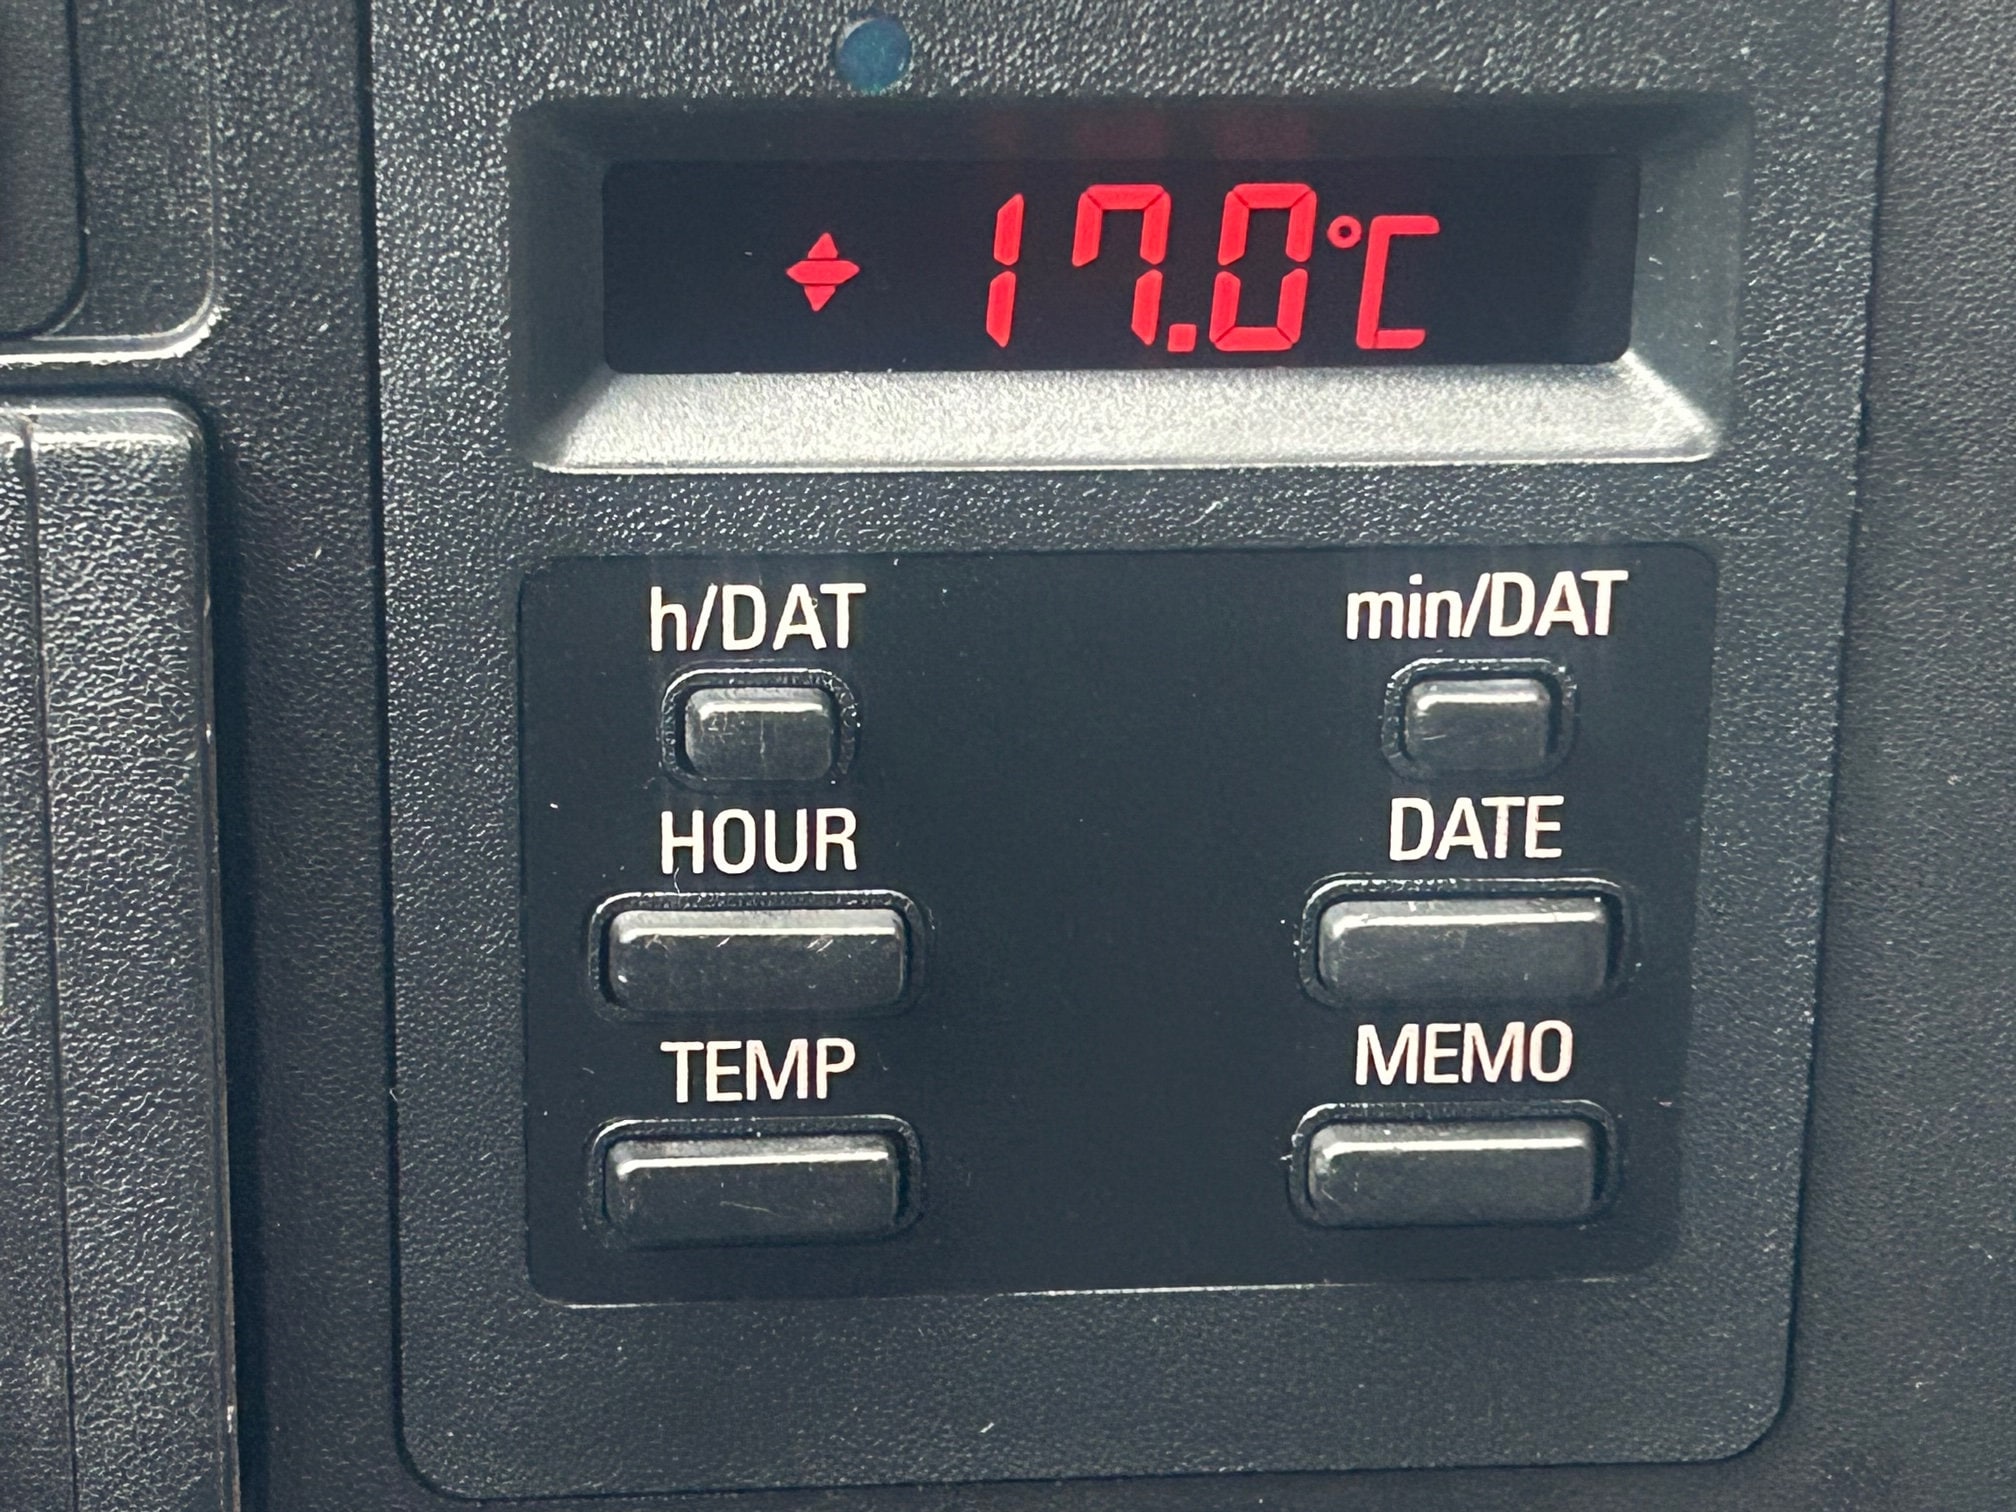 17.0°C
h/DAT min/DAT
HOUR DATE
TEMP MEMO